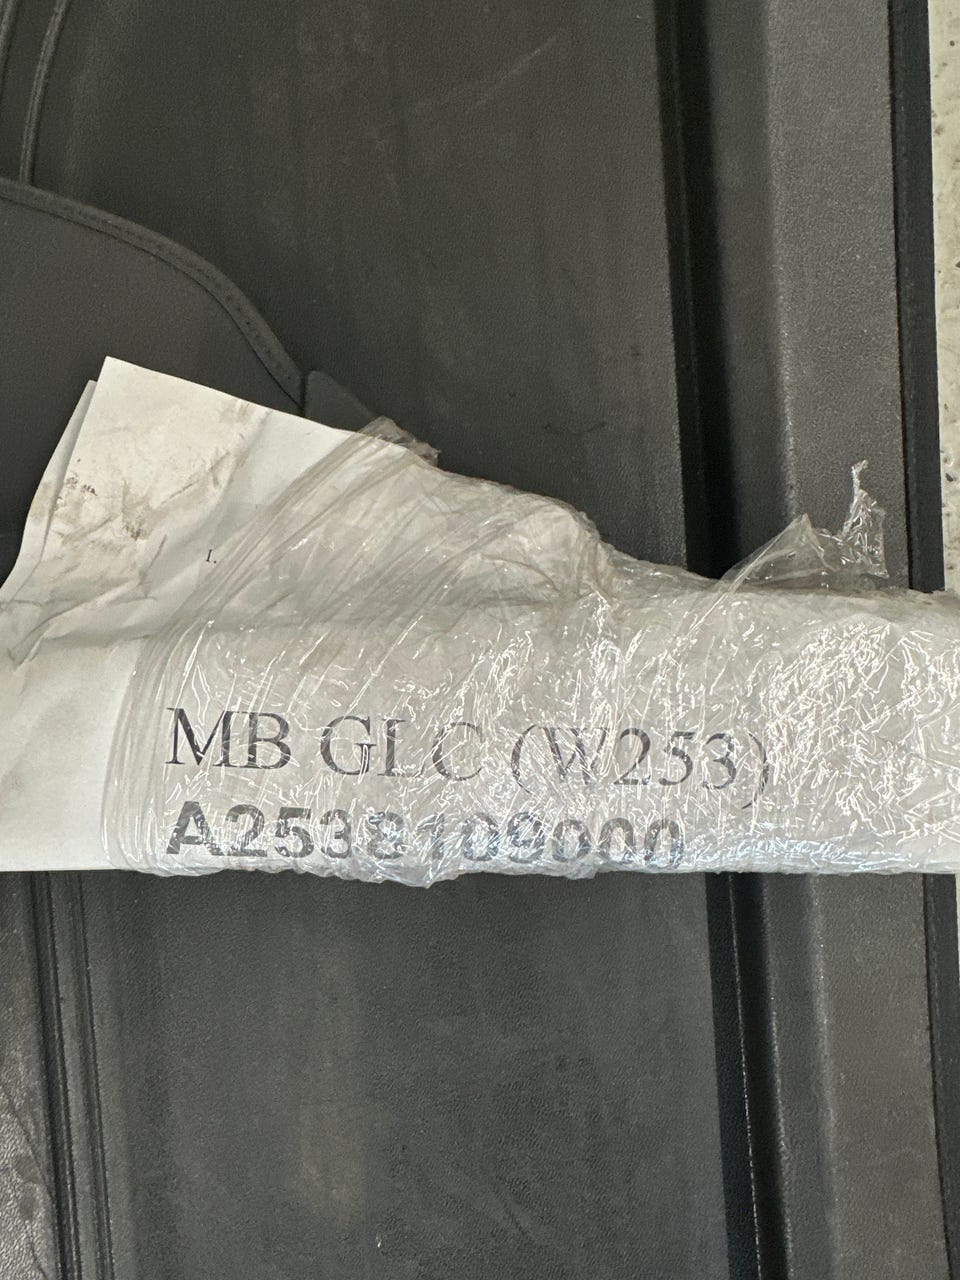 I.
MB GLC (W253)
A2538109000